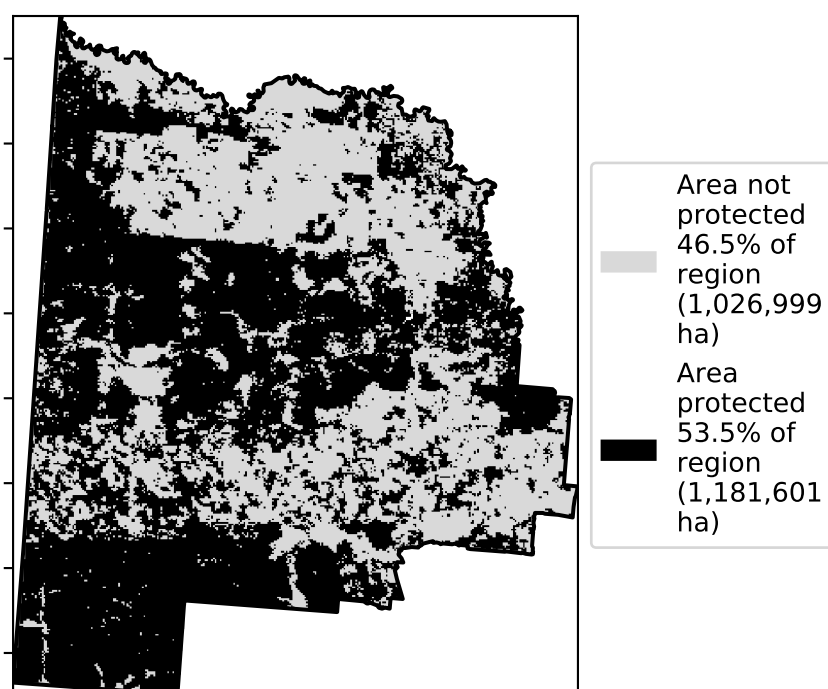 Area not
protected
46.5% of
region
(1,026,999
ha)
Area
protected
53.5% of
region
(1,181,601
ha)